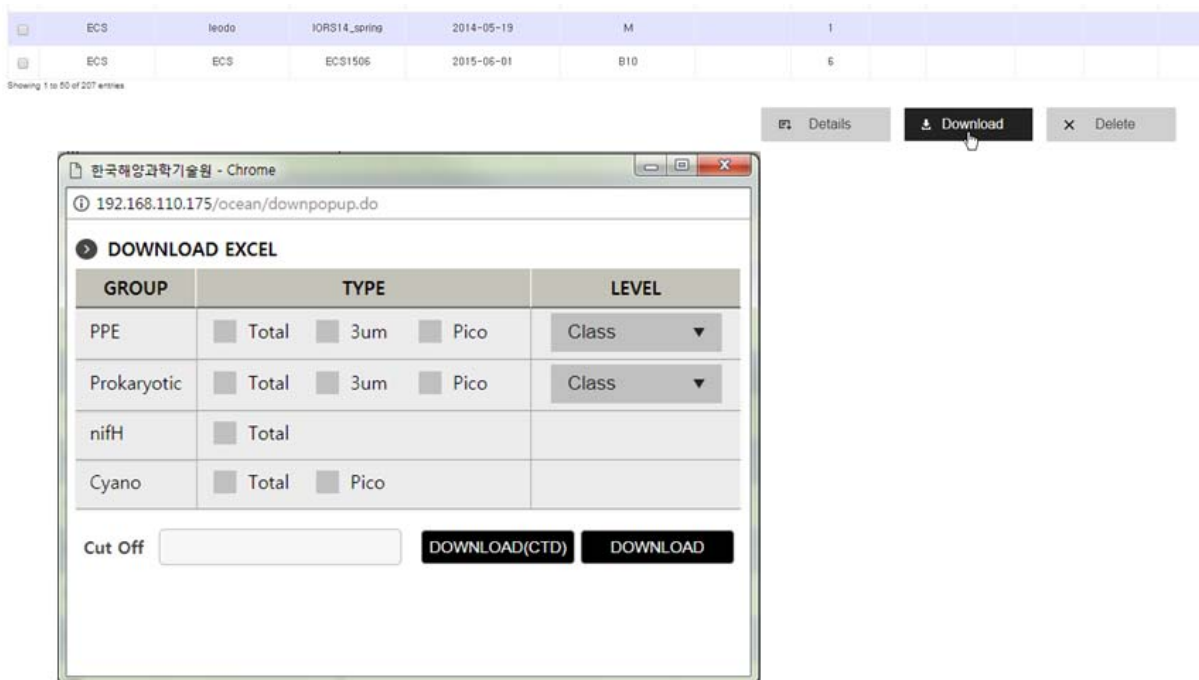 ECS Ieodo IORS14_spring 2014-05-19 M 1
ECS ECS ECS1506 2015-06-01 B10 6
Showing 1 to 50 of 207 entries
Details Download Delete
한국해양과학기술원 - Chrome
192.168.110.175/ocean/downpopup.do
DOWNLOAD EXCEL
GROUP TYPE LEVEL
PPE Total 3um Pico Class
Prokaryotic Total 3um Pico Class
nifH Total
Cyano Total Pico
Cut Off DOWNLOAD(CTD) DOWNLOAD